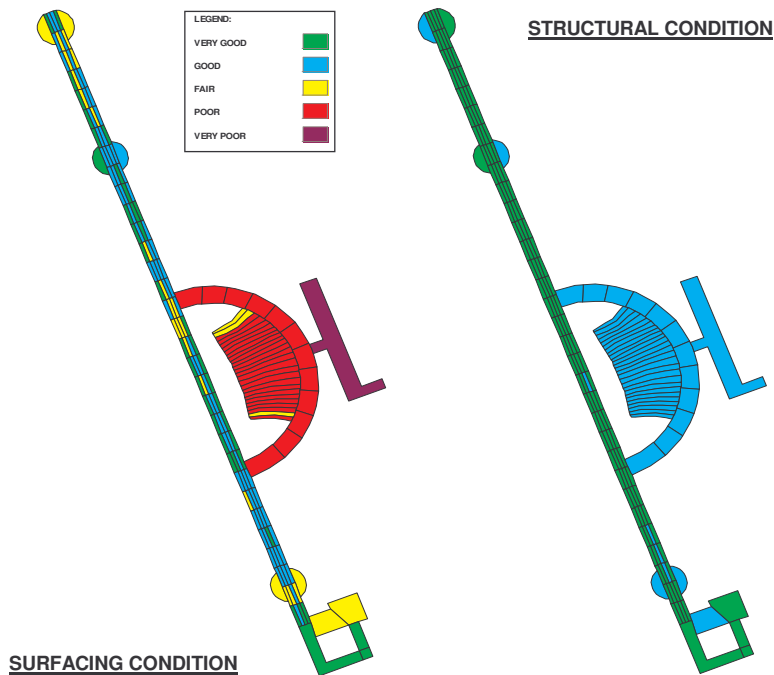 LEGEND:
VERY GOOD
GOOD
FAIR
POOR
VERY POOR
STRUCTURAL CONDITION
SURFACING CONDITION